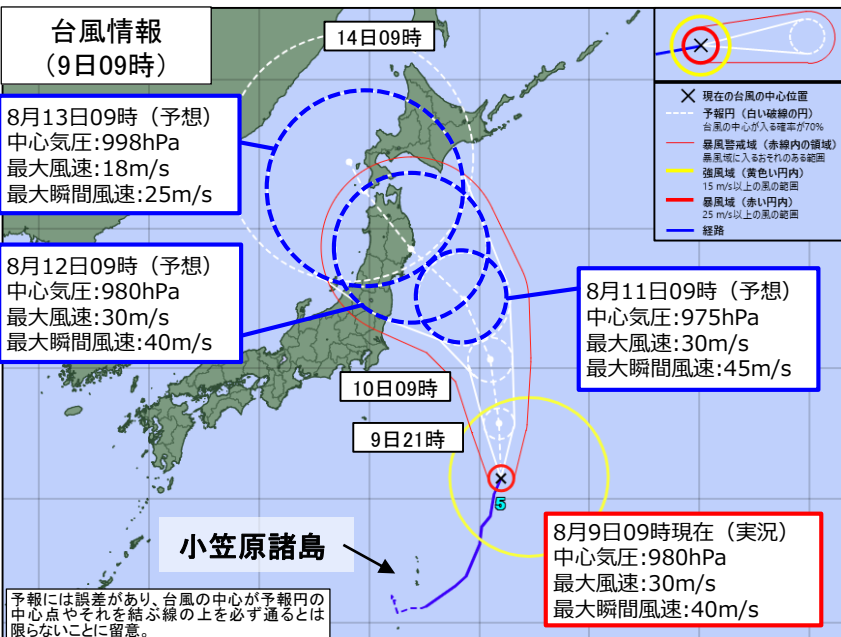 台風情報
（9日09時）
14日09時
8月13日09時（予想）
中心気圧:998hPa
最大風速:18m/s
最大瞬間風速:25m/s
8月12日09時（予想）
中心気圧:980hPa
最大風速:30m/s
最大瞬間風速:40m/s
現在の台風の中心位置
予報円（白い破線の円）
台風の中心が入る確率が70%
暴風警戒域（赤線内の領域）
暴風域に入るおそれのある範囲
強風域（黄色い円内）
15 m/s以上の風の範囲
暴風域（赤い円内）
25 m/s以上の風の範囲
経路
8月11日09時（予想）
中心気圧:975hPa
最大風速:30m/s
最大瞬間風速:45m/s
10日09時
9日21時
5
小笠原諸島
8月9日09時現在（実況）
中心気圧:980hPa
最大風速:30m/s
最大瞬間風速:40m/s
予報には誤差があり、台風の中心が予報円の
中心点やそれを結ぶ線の上を必ず通るとは
限らないことに留意。